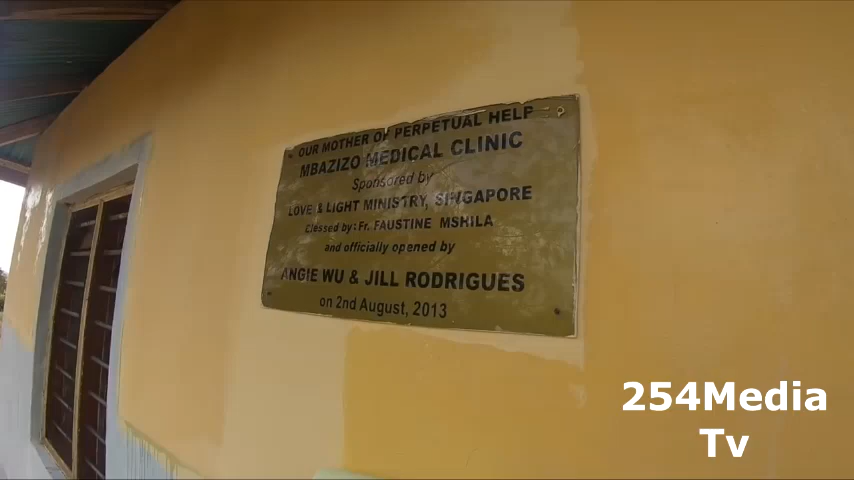 OUR MOTHER OF PERPETUAL HELP
MBAZIZO MEDICAL CLINIC
Sponsored by
LOVE & LIGHT MINISTRY, SINGAPORE
Blessed by: Fr. FAUSTINE MSHILA
and officially opened by
ANGIE WU & JILL RODRIGUES
on 2nd August, 2013
254Media
Tv